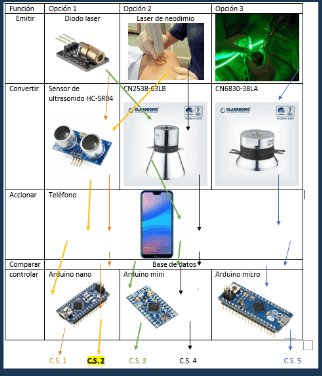 Función Opción 1 Opción 2 Opción 3
Emitir Diodo laser Laser de neodimio
Convertir Sensor de ultrasonido HC-SR04 CN2538-63LB CN6830-38LA
CLANGSONIC CLANGSONIC
Accionar Teléfono
Comparar Base de datos
controlar Arduino nano Arduino mini Arduino micro
C.S. 1 C.S. 2 C.S. 3 C.S. 4 C.S. 5